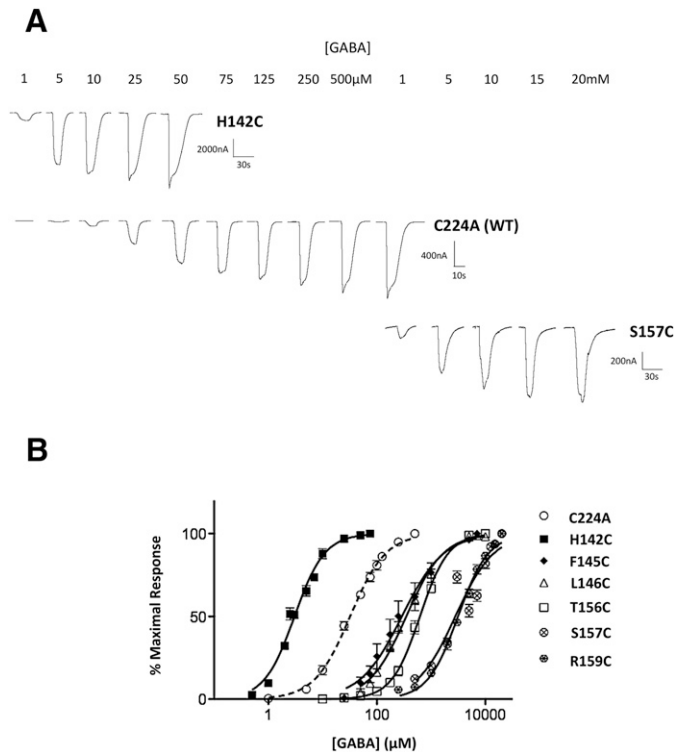 A
[GABA]
1 5 10 25 50 75 125 250 500µM 1 5 10 15 20mM
H142C
2000nA
30s
C224A (WT)
400nA
10s
S157C
200nA
30s
B
% Maximal Response
100
50
0
1 100 10000
[GABA] (µM)
C224A
H142C
F145C
L146C
T156C
S157C
R159C